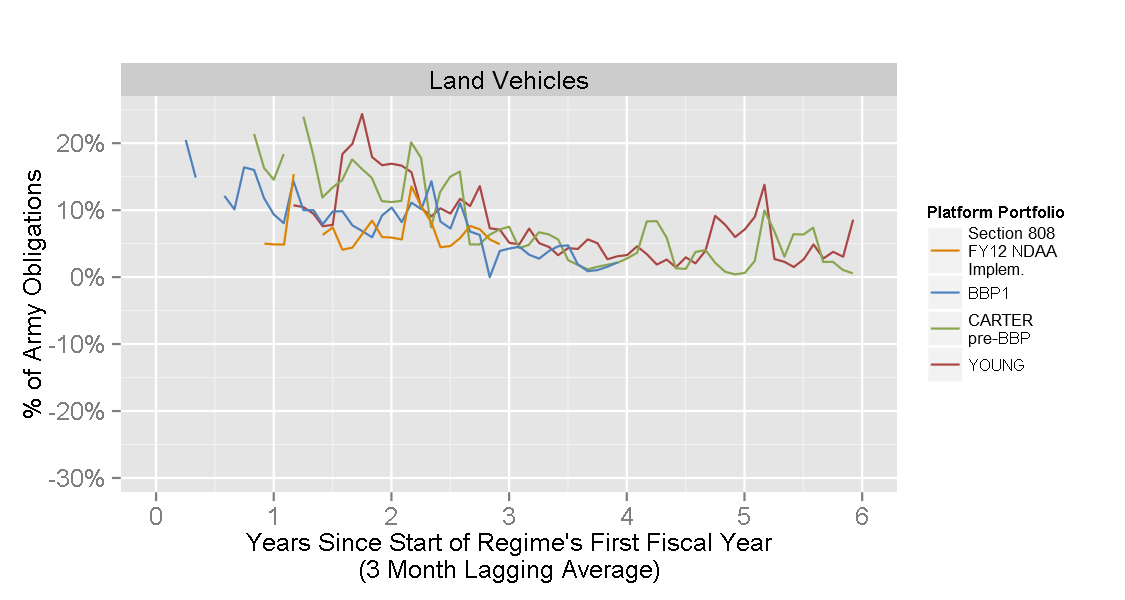 Land Vehicles
20%
10%
0%
-10%
-20%
-30%
% of Army Obligations
0 1 2 3 4 5 6
Years Since Start of Regime's First Fiscal Year
(3 Month Lagging Average)
Platform Portfolio
Section 808
FY12 NDAA
Implem.
BBP1
CARTER
pre-BBP
YOUNG